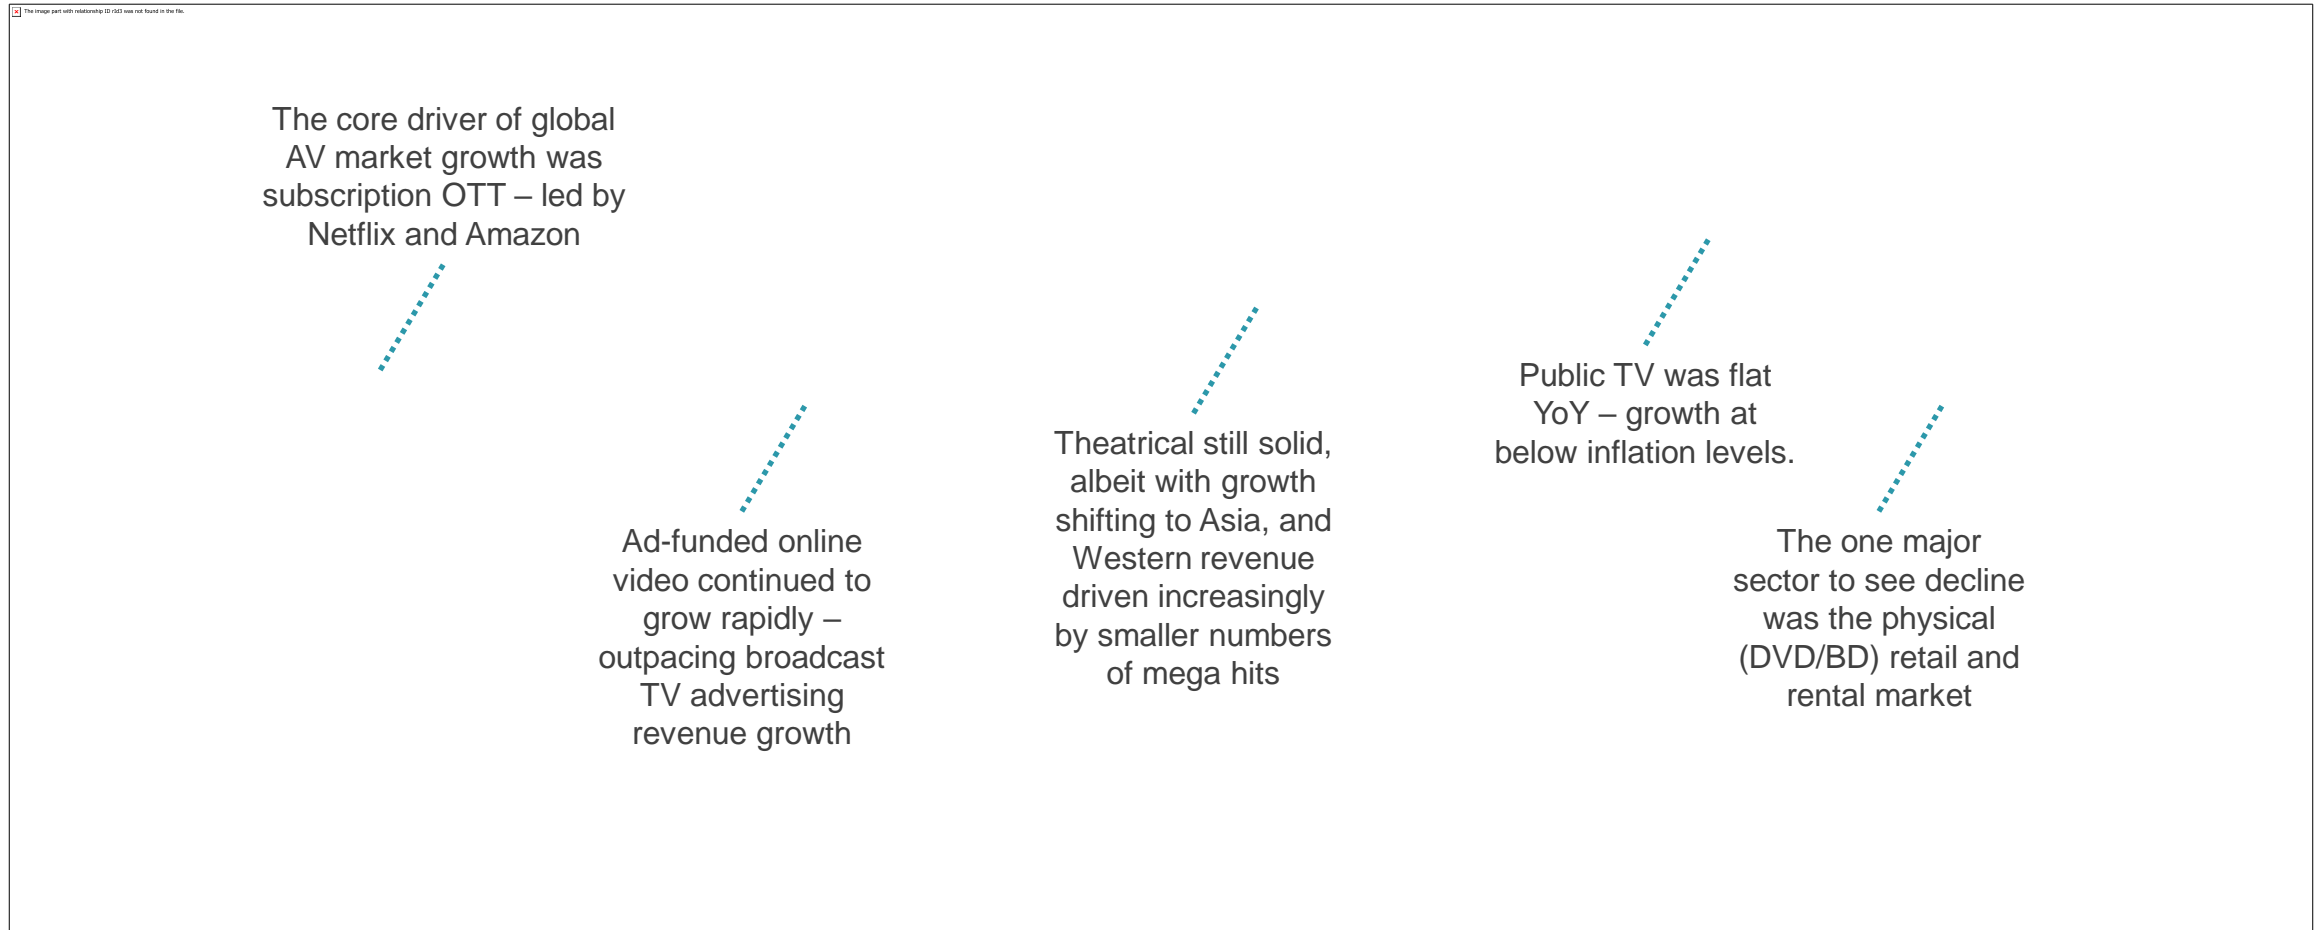 The image part with relationship ID rId3 was not found in the file.
The core driver of global
AV market growth was
subscription OTT – led by
Netflix and Amazon
Ad-funded online
video continued to
grow rapidly –
outpacing broadcast
TV advertising
revenue growth
Theatrical still solid,
albeit with growth
shifting to Asia, and
Western revenue
driven increasingly
by smaller numbers
of mega hits
Public TV was flat
YoY – growth at
below inflation levels.
The one major
sector to see decline
was the physical
(DVD/BD) retail and
rental market